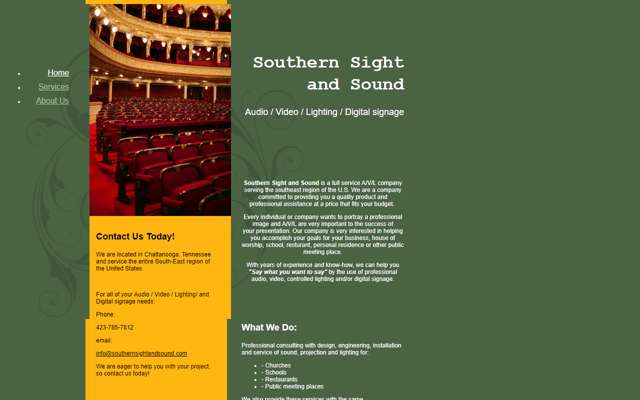 Home
Services
About Us
Southern Sight
and Sound
Audio / Video / Lighting / Digital signage
Southern Sight and Sound is a full service A/V/L company
serving the southeast region of the U.S. We are a company
committed to providing you a quality product and
professional assistance at a price that fits your budget.
Every individual or company wants to portray a professional
image and A/V/L are very important to the success of
your presentation. Our company is very interested in helping
you accomplish your goals for your business, house of
worship, school, resturant, personal residence or other public
meeting place.
With years of experience and know-how, we can help you
"Say what you want to say" by the use of professional
audio, video, controlled lighting and/or digital signage.
Contact Us Today!
We are located in Chattanooga, Tennessee
and service the entire South-East region of
the United States.
For all of your Audio / Video / Lighting/ and
Digital signage needs:
Phone:
423-785-7812
email:
info@southernsightandsound.com
We are eager to help you with your project,
so contact us today!
What We Do:
Professional consulting with design, engineering, installation
and service of sound, projection and lighting for:
- Churches
- Schools
- Restaurants
- Public meeting places
We also provide these services with the same